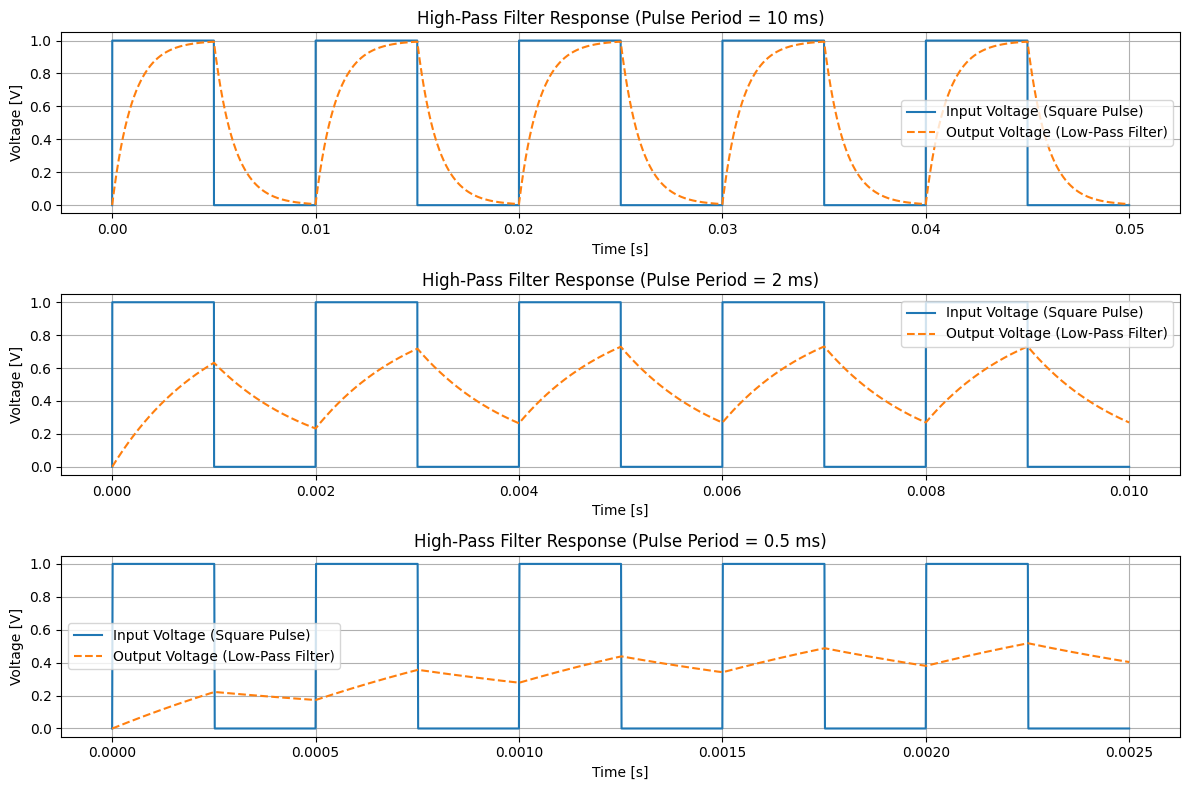 High-Pass Filter Response (Pulse Period = 10 ms)
Voltage [V]
1.0
0.8
0.6
0.4
0.2
0.0
Input Voltage (Square Pulse)
Output Voltage (Low-Pass Filter)
0.00 0.01 0.02 0.03 0.04 0.05
Time [s]
High-Pass Filter Response (Pulse Period = 2 ms)
Voltage [V]
1.0
0.8
0.6
0.4
0.2
0.0
Input Voltage (Square Pulse)
Output Voltage (Low-Pass Filter)
0.000 0.002 0.004 0.006 0.008 0.010
Time [s]
High-Pass Filter Response (Pulse Period = 0.5 ms)
Voltage [V]
1.0
0.8
0.6
0.4
0.2
0.0
Input Voltage (Square Pulse)
Output Voltage (Low-Pass Filter)
0.0000 0.0005 0.0010 0.0015 0.0020 0.0025
Time [s]